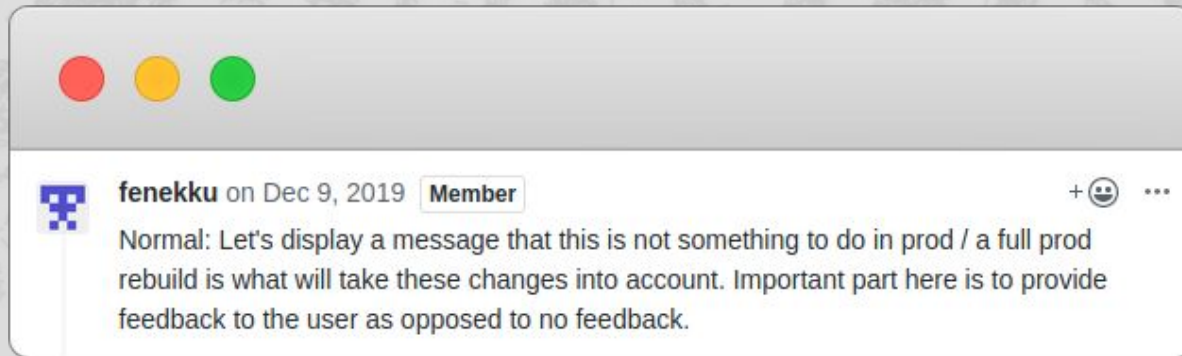 fenekku on Dec 9, 2019 Member
Normal: Let's display a message that this is not something to do in prod / a full prod
rebuild is what will take these changes into account. Important part here is to provide
feedback to the user as opposed to no feedback.